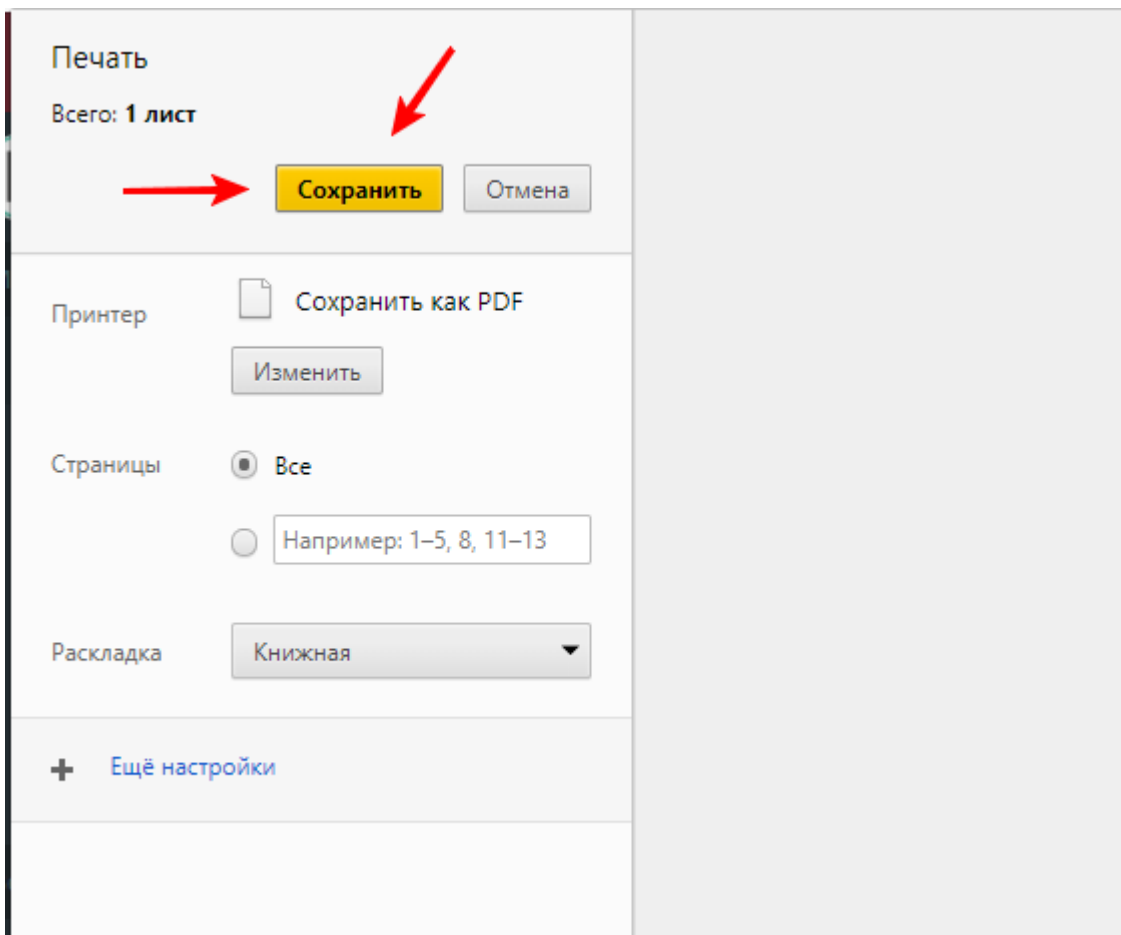 Печать
Всего: 1 лист
Сохранить Отмена
Принтер Сохранить как PDF
Изменить
Страницы Все
Например: 1–5, 8, 11–13
Раскладка Книжная
Ещё настройки